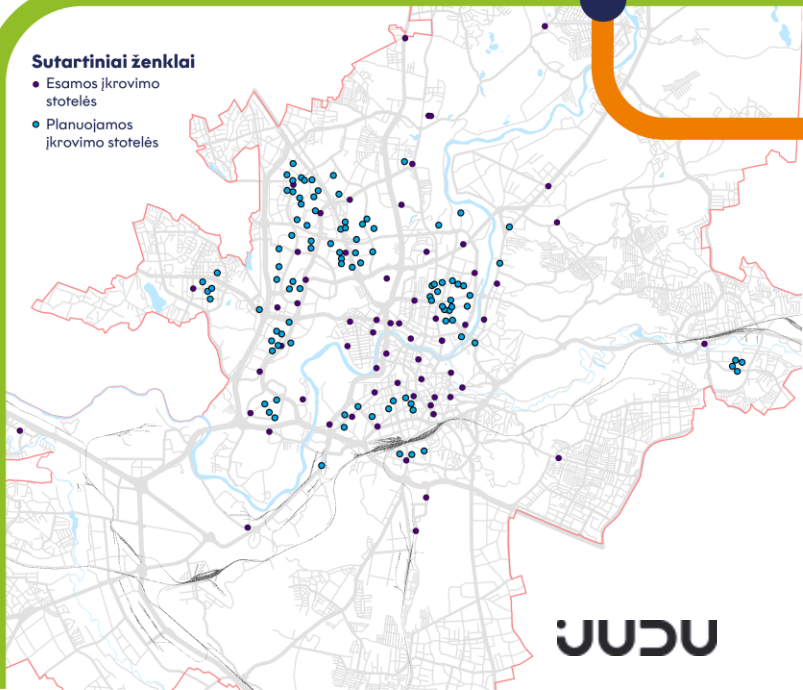 Sutartiniai ženklai
Esamos įkrovimo
stotelės
Planuojamos
įkrovimo stotelės
JUDU